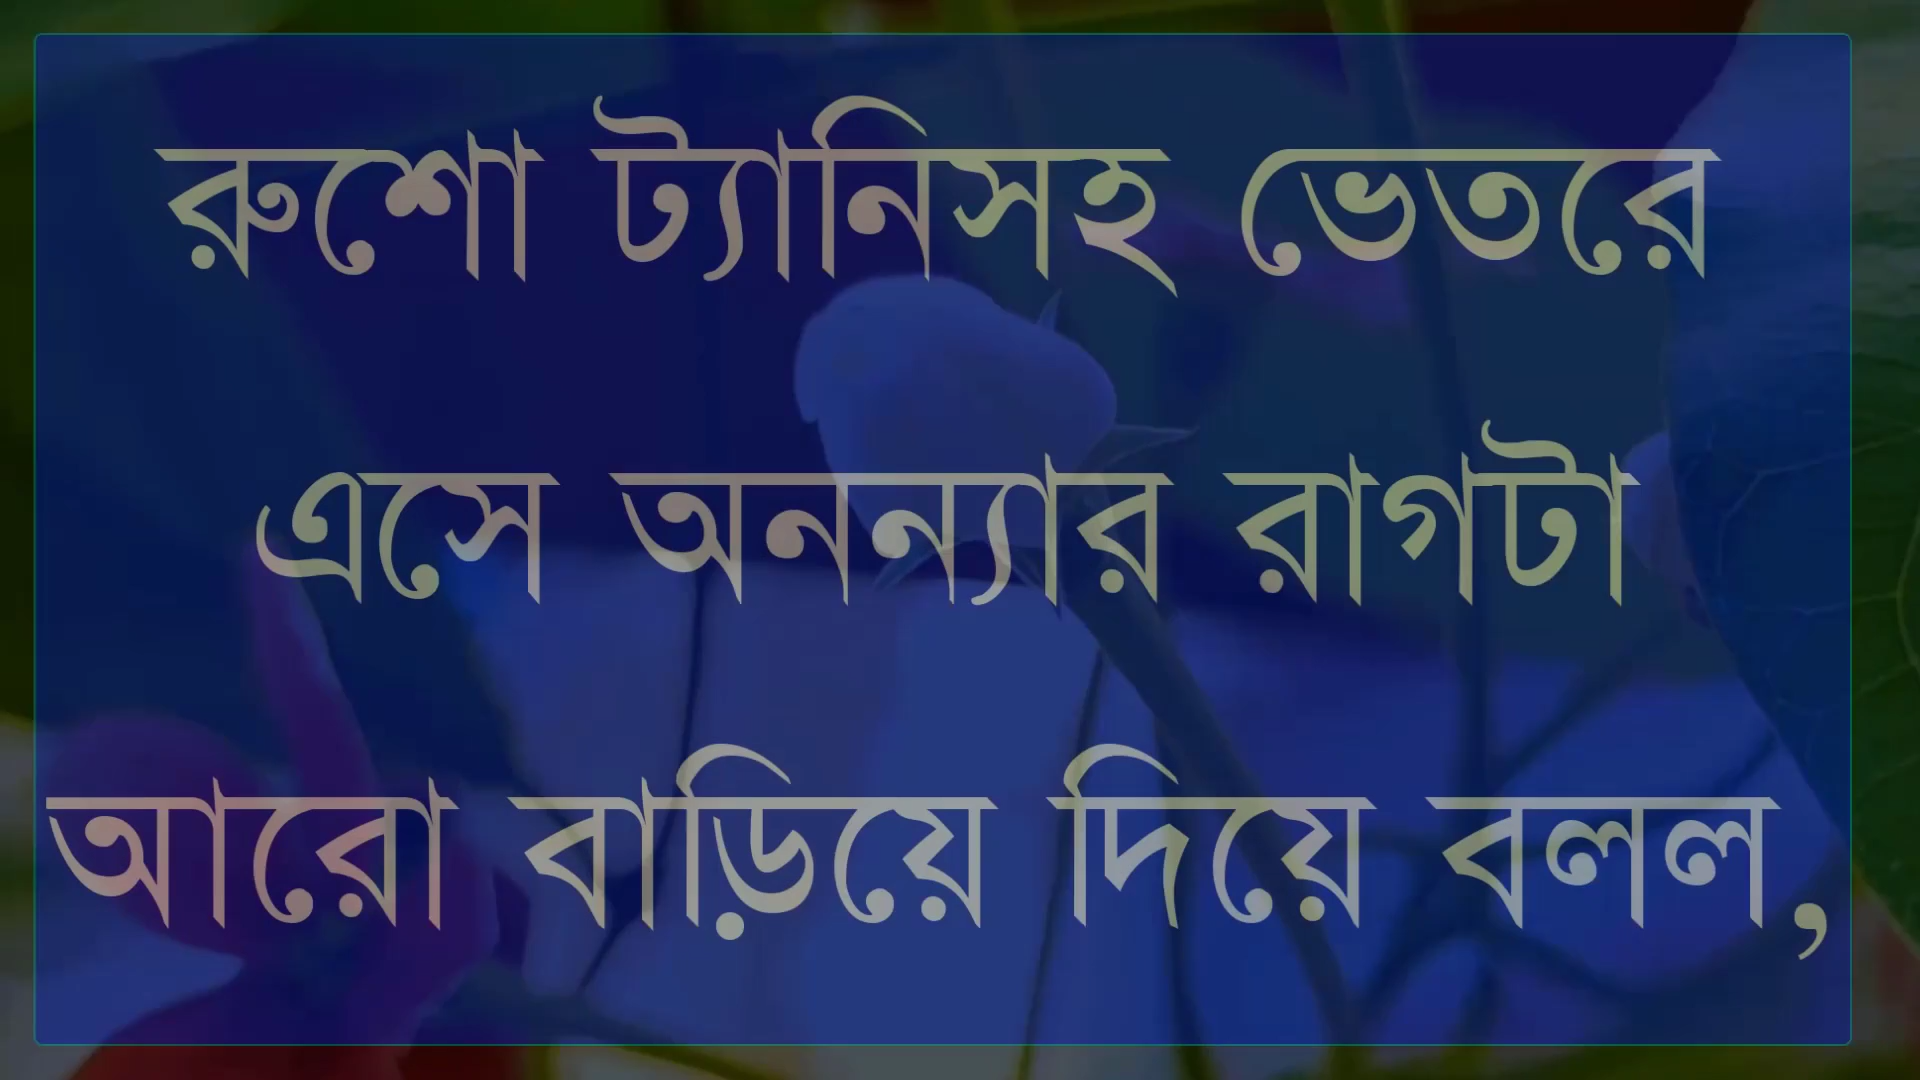 রুশো ট্যানিসহ ভেতরে
এসে অনন্যার রাগটা
আরো বাড়িয়ে দিয়ে বলল,